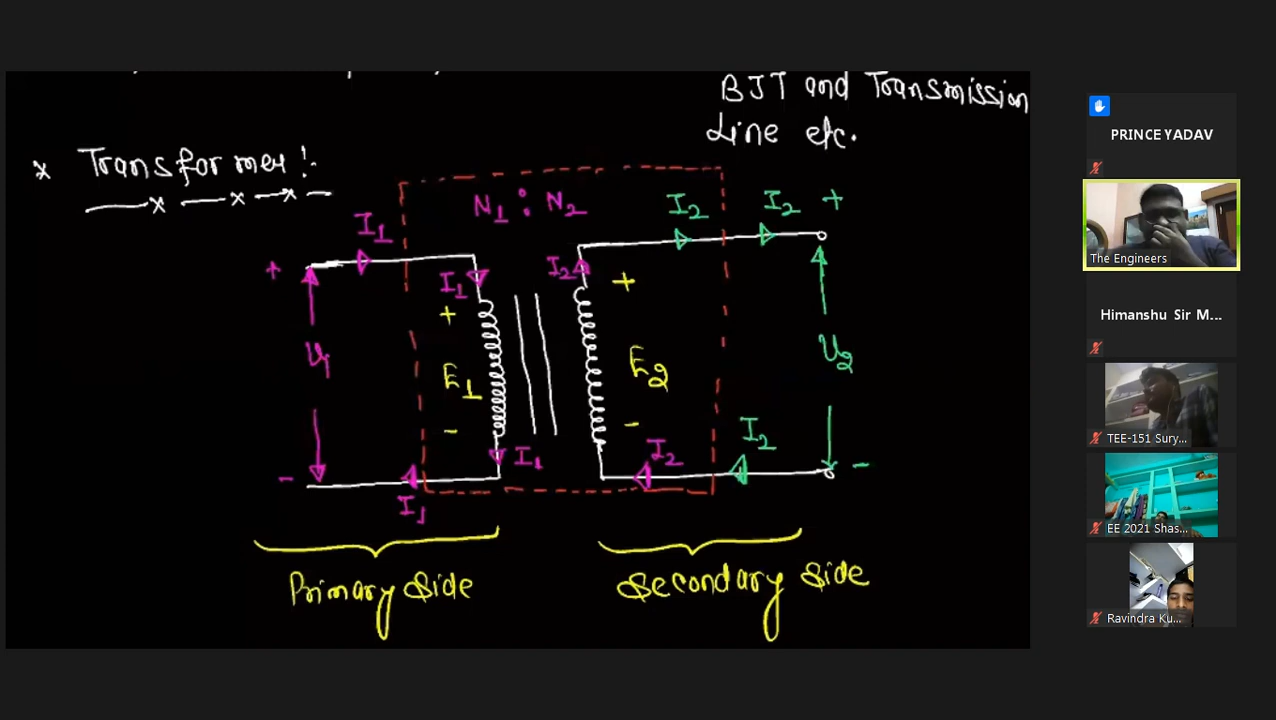 BJT and Transmission
Line etc.
* Transformer :-
N1 : N2
I1
I2
I2
+
+
I1
I2
+
+
V1
E1
E2
V2
-
-
I1
I2
I2
-
-
I1
Primary side
Secondary side
PRINCE YADAV
The Engineers
Himanshu Sir M...
TEE-151 Sury...
EE 2021 Shas...
Ravindra Ku...